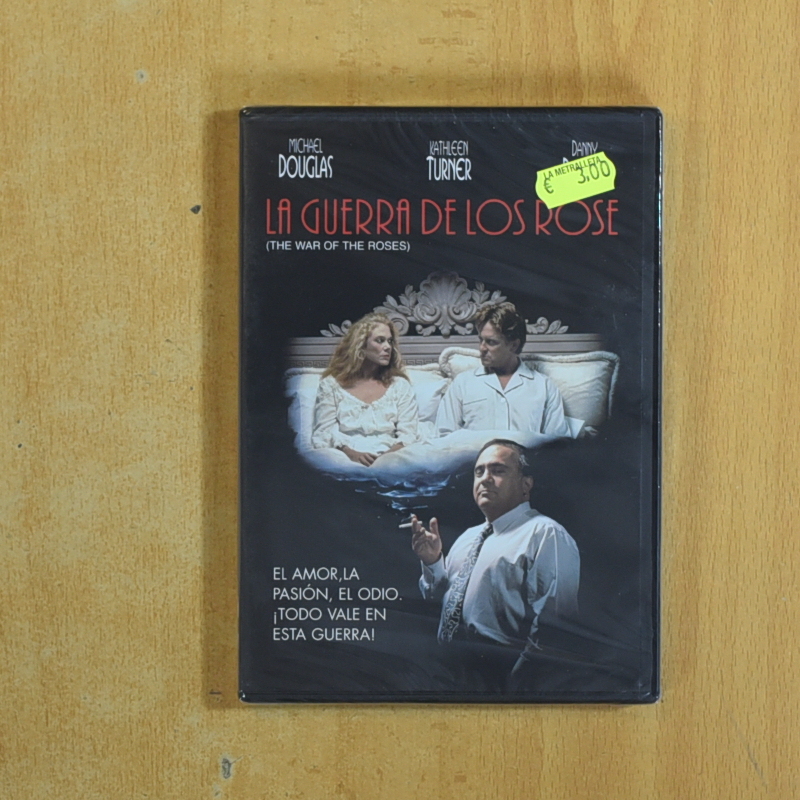 MICHAEL
DOUGLAS
KATHLEEN
TURNER
DANNY
LA METRALLETA
€ 3,00
LA GUERRA DE LOS ROSE
(THE WAR OF THE ROSES)
EL AMOR,LA
PASIÓN, EL ODIO.
¡TODO VALE EN
ESTA GUERRA!